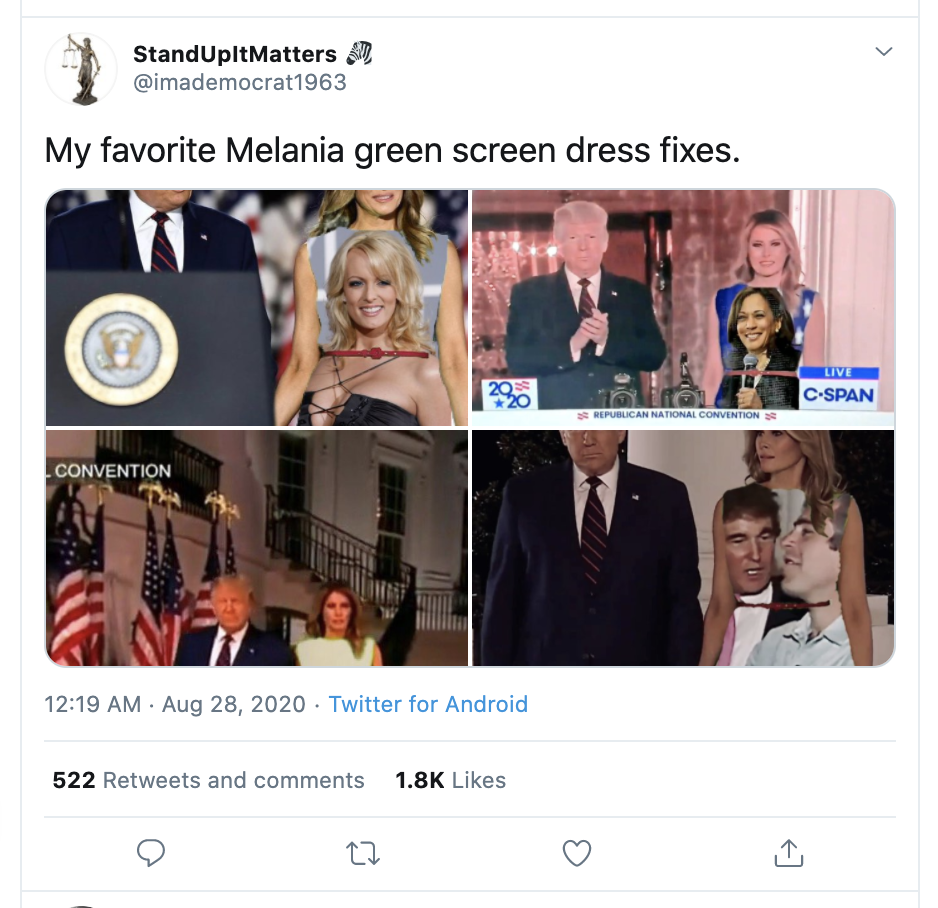 StandUpItMatters
@imademocrat1963
My favorite Melania green screen dress fixes.
2020
LIVE
C-SPAN
REPUBLICAN NATIONAL CONVENTION
L CONVENTION
12:19 AM · Aug 28, 2020 · Twitter for Android
522 Retweets and comments 1.8K Likes